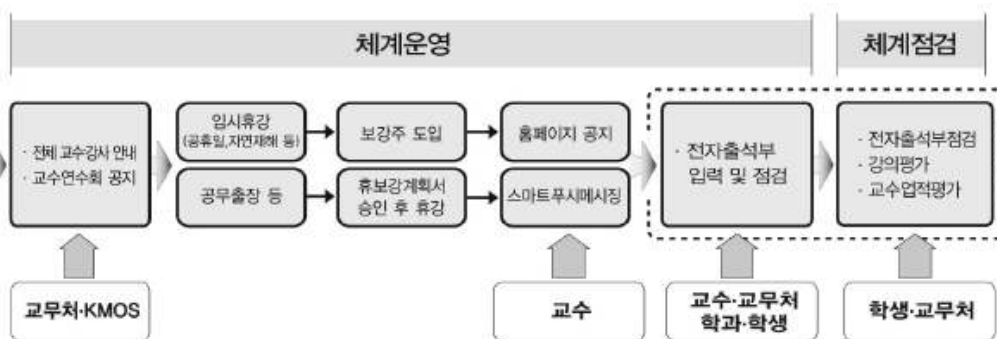 체계운영
체계점검
· 전체 교수강사 안내
· 교수연수회 공지
임시휴강
(공휴일,자연재해 등)
보강주 도입
홈페이지 공지
공무출장 등
휴보강계획서
승인 후 휴강
스마트푸시메시징
· 전자출석부
입력 및 점검
· 전자출석부점검
· 강의평가
· 교수업적평가
교무처·KMOS
교수
교수·교무처
학과·학생
학생·교무처